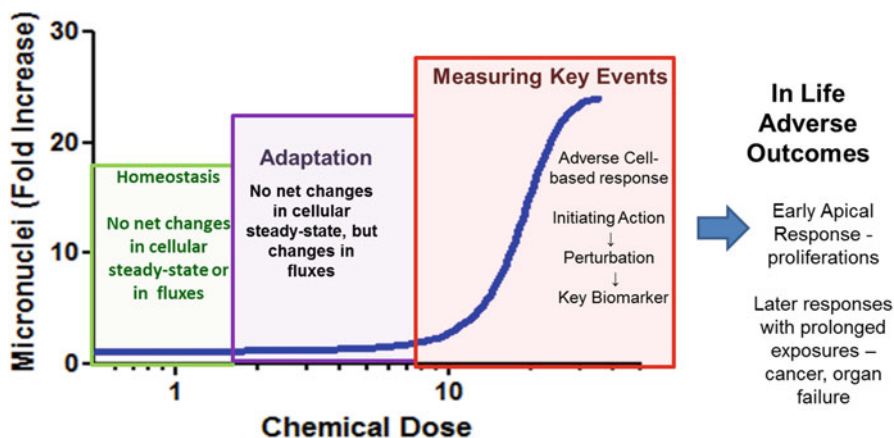 Micronuclei (Fold Increase)
30
20
10
0
1
10
Chemical Dose
Homeostasis
No net changes
in cellular
steady-state or
in fluxes
Adaptation
No net changes
in cellular
steady-state, but
changes in
fluxes
Measuring Key Events
Adverse Cell-
based response
Initiating Action
↓
Perturbation
↓
Key Biomarker
In Life
Adverse
Outcomes
Early Apical
Response -
proliferations
Later responses
with prolonged
exposures –
cancer, organ
failure